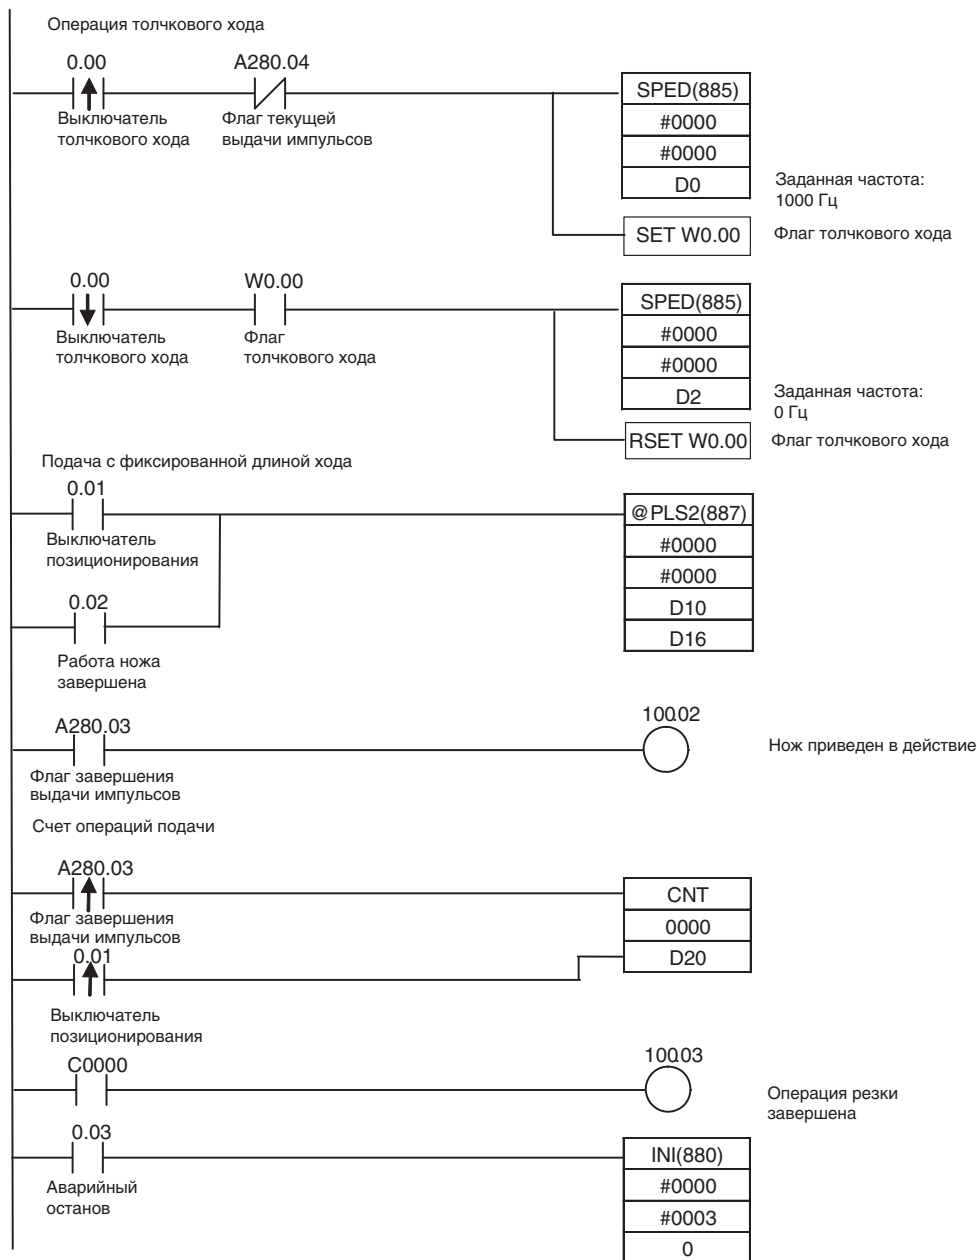 Операция толчкового хода
0.00
A280.04
Выключатель
толчкового хода
Флаг текущей
выдачи импульсов
SPED(885)
#0000
#0000
D0
Заданная частота:
1000 Гц
SET W0.00
Флаг толчкового хода
0.00
W0.00
Выключатель
толчкового хода
Флаг
толчкового хода
SPED(885)
#0000
#0000
D2
Заданная частота:
0 Гц
RSET W0.00
Флаг толчкового хода
Подача с фиксированной длиной хода
0.01
Выключатель
позиционирования
0.02
Работа ножа
завершена
@PLS2(887)
#0000
#0000
D10
D16
A280.03
Флаг завершения
выдачи импульсов
100.02
Нож приведен в действие
Счет операций подачи
A280.03
Флаг завершения
выдачи импульсов
0.01
Выключатель
позиционирования
CNT
0000
D20
C0000
100.03
Операция резки
завершена
0.03
Аварийный
останов
INI(880)
#0000
#0003
0